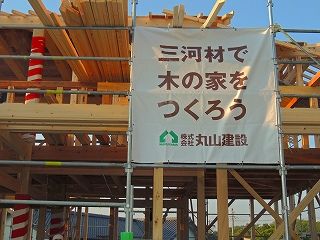 三河材で
木の家を
つくろう
株式会社 丸山建設